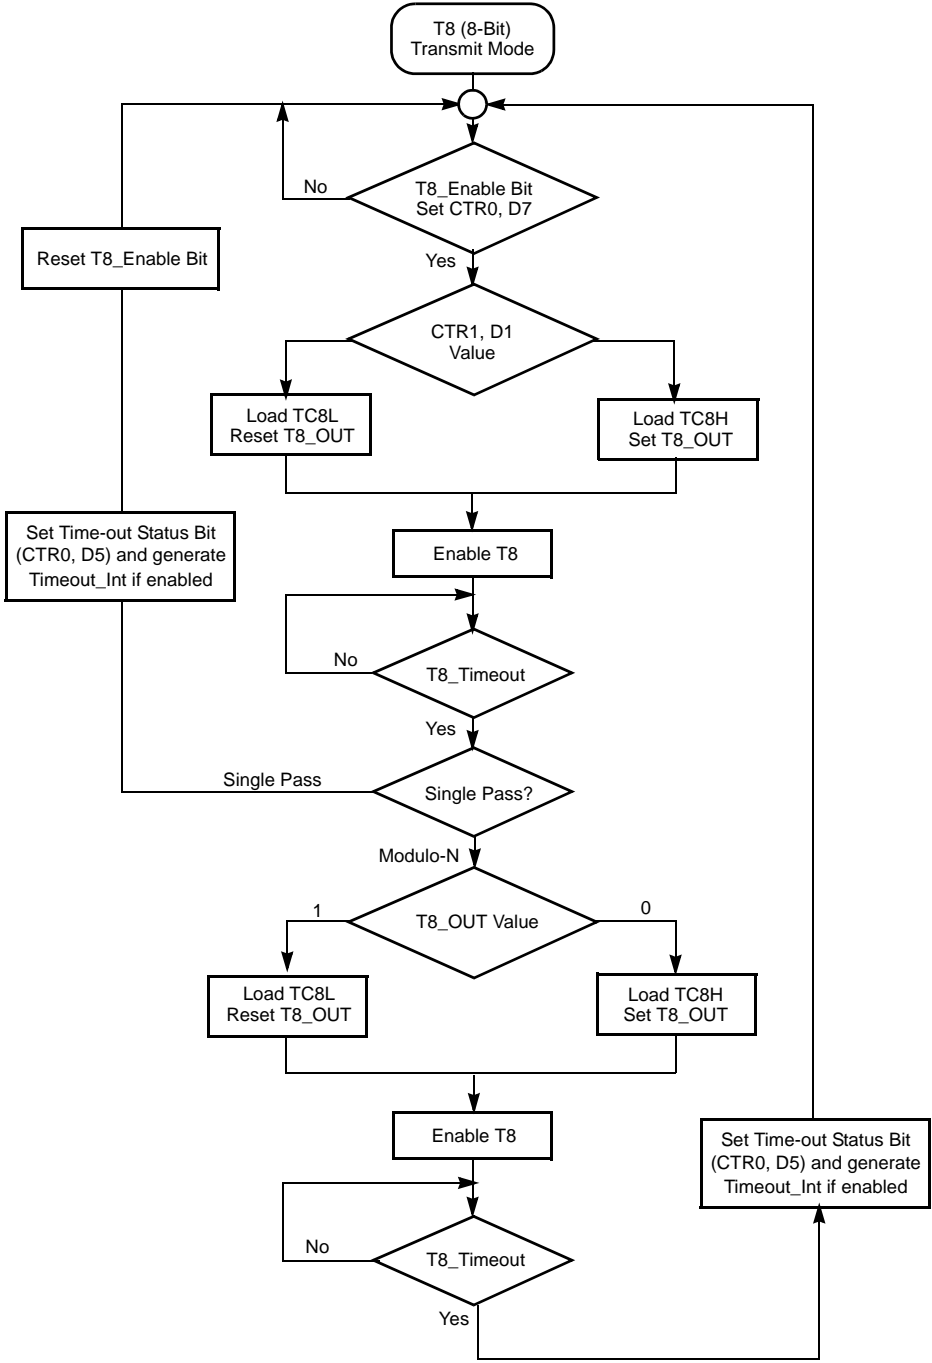 T8 (8-Bit)
Transmit Mode
No
T8_Enable Bit
Set CTR0, D7
Yes
Reset T8_Enable Bit
CTR1, D1
Value
Load TC8L
Reset T8_OUT
Load TC8H
Set T8_OUT
Set Time-out Status Bit
(CTR0, D5) and generate
Timeout_Int if enabled
Enable T8
No
T8_Timeout
Yes
Single Pass
Single Pass?
Modulo-N
1
T8_OUT Value
0
Load TC8L
Reset T8_OUT
Load TC8H
Set T8_OUT
Enable T8
Set Time-out Status Bit
(CTR0, D5) and generate
Timeout_Int if enabled
No
T8_Timeout
Yes